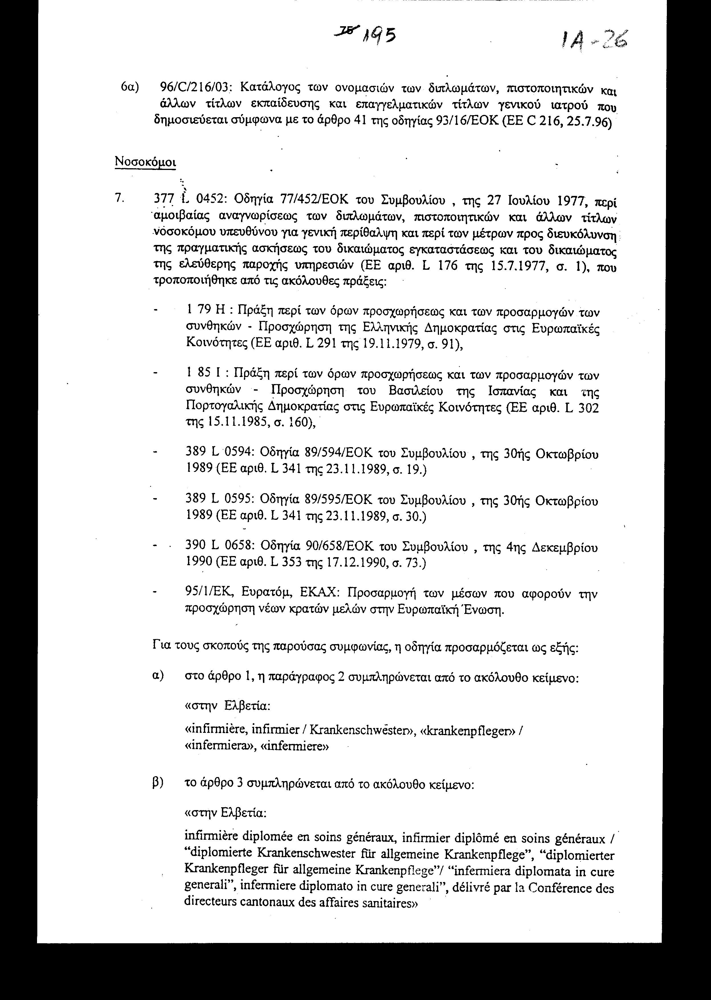 75 195
1A-26
6α) 96/C/216/03: Κατάλογος των ονομασιών των διπλωμάτων, πιστοποιητικών και
άλλων τίτλων εκπαίδευσης και επαγγελματικών τίτλων γενικού ιατρού που
δημοσιεύεται σύμφωνα με το άρθρο 41 της οδηγίας 93/16/ΕΟΚ (ΕΕ C 216, 25.7.96)
Νοσοκόμοι
7. 377 L 0452: Οδηγία 77/452/ΕΟΚ του Συμβουλίου , της 27 Ιουλίου 1977, περί
αμοιβαίας αναγνωρίσεως των διπλωμάτων, πιστοποιητικών και άλλων τίτλων
νοσοκόμου υπευθύνου για γενική περίθαλψη και περί των μέτρων προς διευκόλυνση
της πραγματικής ασκήσεως του δικαιώματος εγκαταστάσεως και του δικαιώματος
της ελεύθερης παροχής υπηρεσιών (ΕΕ αριθ. L 176 της 15.7.1977, σ. 1), που
τροποποιήθηκε από τις ακόλουθες πράξεις:
- 1 79 H : Πράξη περί των όρων προσχωρήσεως και των προσαρμογών των
συνθηκών - Προσχώρηση της Ελληνικής Δημοκρατίας στις Ευρωπαϊκές
Κοινότητες (ΕΕ αριθ. L 291 της 19.11.1979, σ. 91),
- 1 85 I : Πράξη περί των όρων προσχωρήσεως και των προσαρμογών των
συνθηκών - Προσχώρηση του Βασιλείου της Ισπανίας και της
Πορτογαλικής Δημοκρατίας στις Ευρωπαϊκές Κοινότητες (ΕΕ αριθ. L 302
της 15.11.1985, σ. 160),
- 389 L 0594: Οδηγία 89/594/ΕΟΚ του Συμβουλίου , της 30ής Οκτωβρίου
1989 (ΕΕ αριθ. L 341 της 23.11.1989, σ. 19.)
- 389 L 0595: Οδηγία 89/595/ΕΟΚ του Συμβουλίου , της 30ής Οκτωβρίου
1989 (ΕΕ αριθ. L 341 της 23.11.1989, σ. 30.)
- 390 L 0658: Οδηγία 90/658/ΕΟΚ του Συμβουλίου , της 4ης Δεκεμβρίου
1990 (ΕΕ αριθ. L 353 της 17.12.1990, σ. 73.)
- 95/1/ΕΚ, Ευρατόμ, ΕΚΑΧ: Προσαρμογή των μέσων που αφορούν την
προσχώρηση νέων κρατών μελών στην Ευρωπαϊκή Ένωση.
Για τους σκοπούς της παρούσας συμφωνίας, η οδηγία προσαρμόζεται ως εξής:
α) στο άρθρο 1, η παράγραφος 2 συμπληρώνεται από το ακόλουθο κείμενο:
«στην Ελβετία:
«infirmière, infirmier / Krankenschwester», «krankenpfleger» /
«infermiera», «infermiere»
β) το άρθρο 3 συμπληρώνεται από το ακόλουθο κείμενο:
«στην Ελβετία:
infirmière diplomée en soins généraux, infirmier diplômé en soins généraux /
“diplomierte Krankenschwester für allgemeine Krankenpflege”, “diplomierter
Krankenpfleger für allgemeine Krankenpflege”/ “infermiera diplomata in cure
generali”, infermiere diplomato in cure generali”, délivré par la Conférence des
directeurs cantonaux des affaires sanitaires»